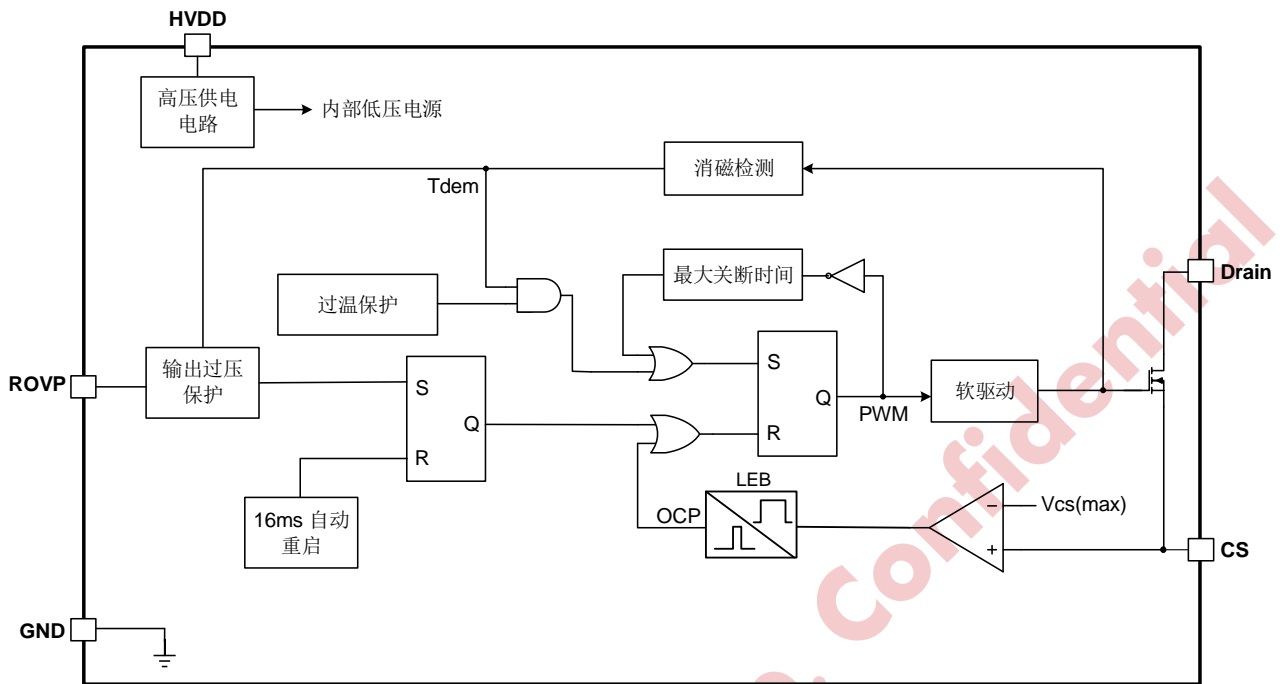 HVDD
高压供电
电路
内部低压电源
消磁检测
Tdem
最大关断时间
Drain
过温保护
ROVP
输出过压
保护
S
Q
R
S
Q
R
PWM
软驱动
LEB
OCP
Vcs(max)
16ms 自动
重启
CS
GND
Confidential